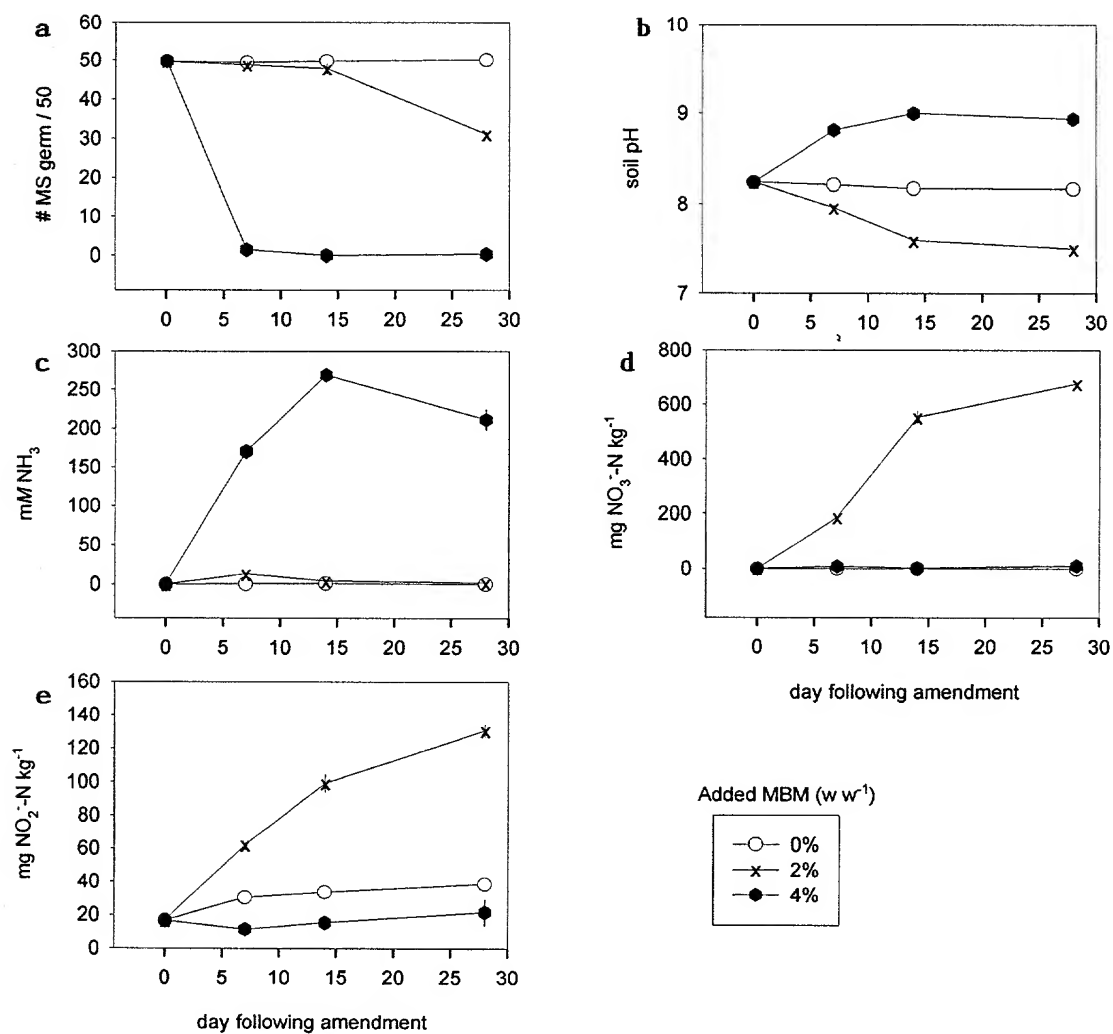 a
60
50
40
30
20
10
0
# MS germ / 50
0 5 10 15 20 25 30
b
10
9
8
7
soil pH
0 5 10 15 20 25 30
c
300
250
200
150
100
50
0
mM NH₃
0 5 10 15 20 25 30
d
800
600
400
200
0
mg NO₃⁻-N kg⁻¹
0 5 10 15 20 25 30
day following amendment
e
160
140
120
100
80
60
40
20
0
mg NO₂⁻-N kg⁻¹
0 5 10 15 20 25 30
day following amendment
Added MBM (w w⁻¹)
0%
2%
4%